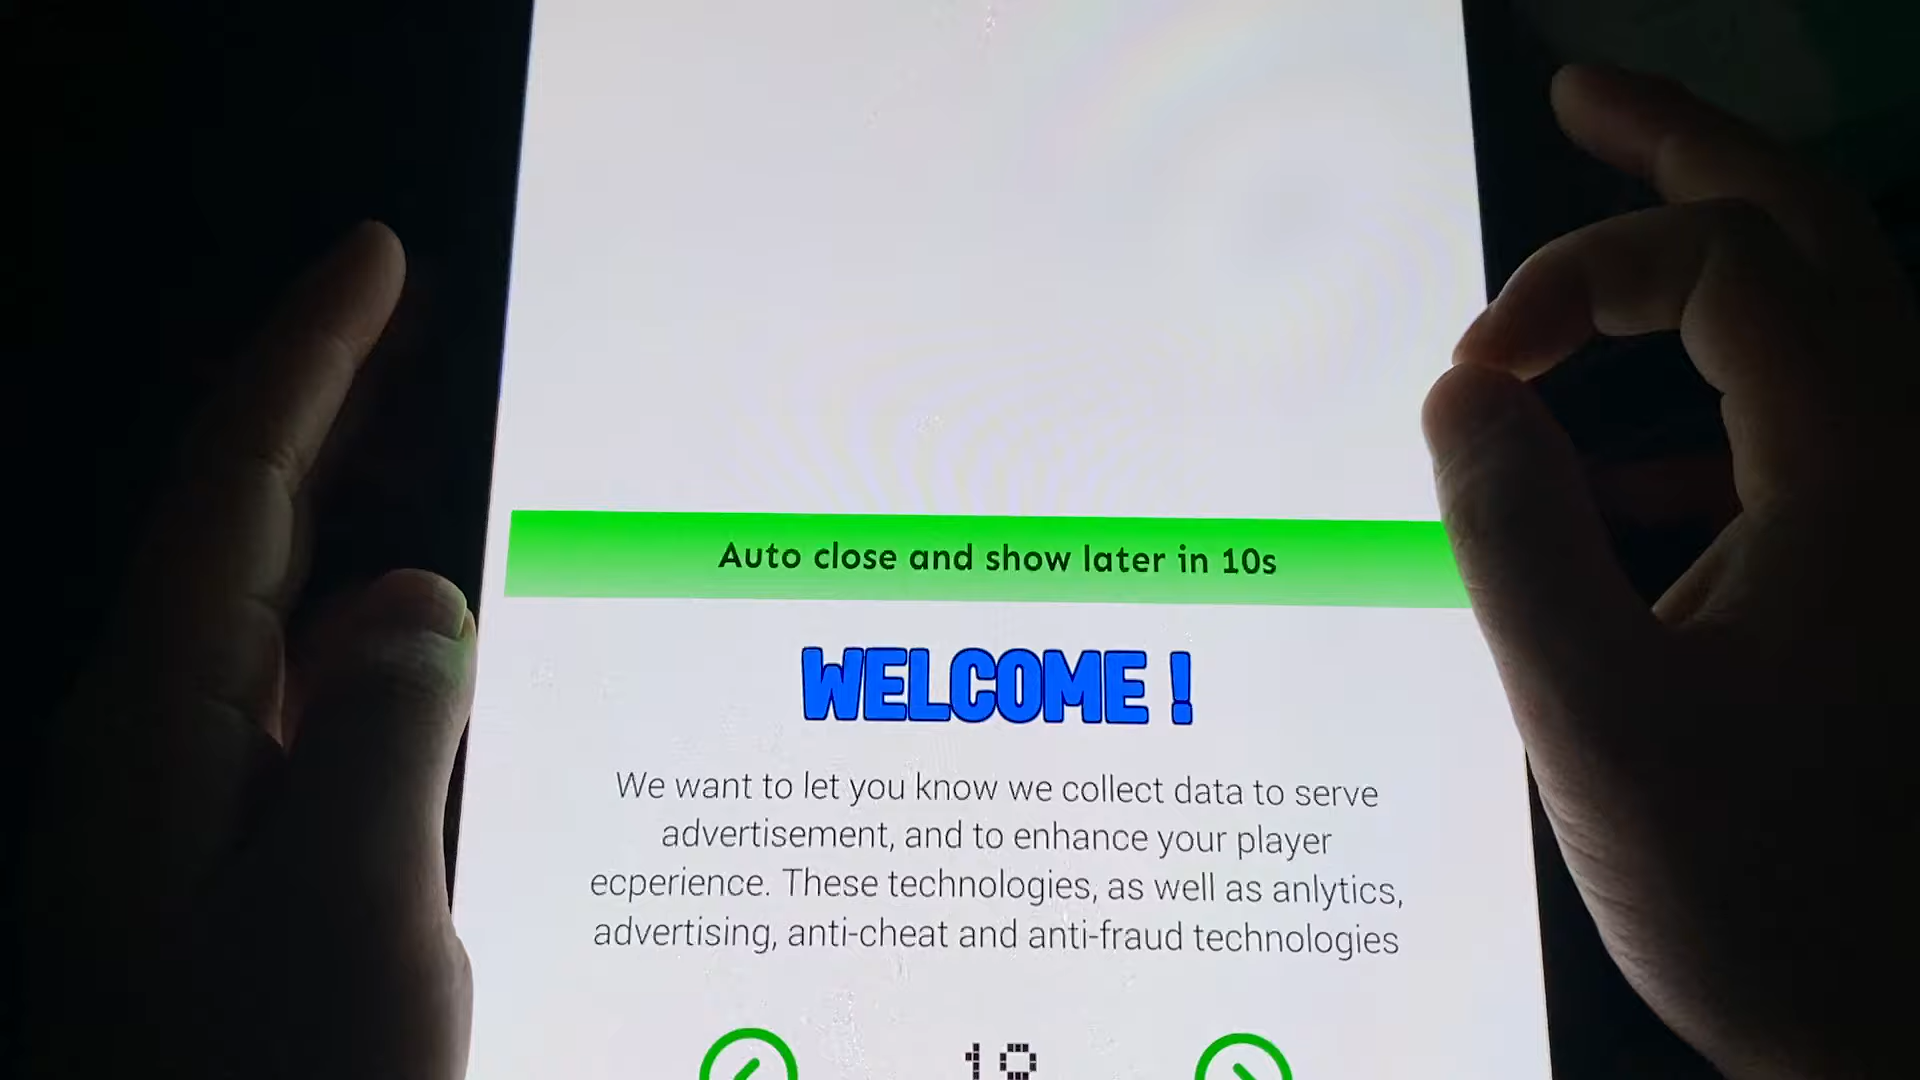 Auto close and show later in 10s
WELCOME !
We want to let you know we collect data to serve
advertisement, and to enhance your player
ecperience. These technologies, as well as anlytics,
advertising, anti-cheat and anti-fraud technologies